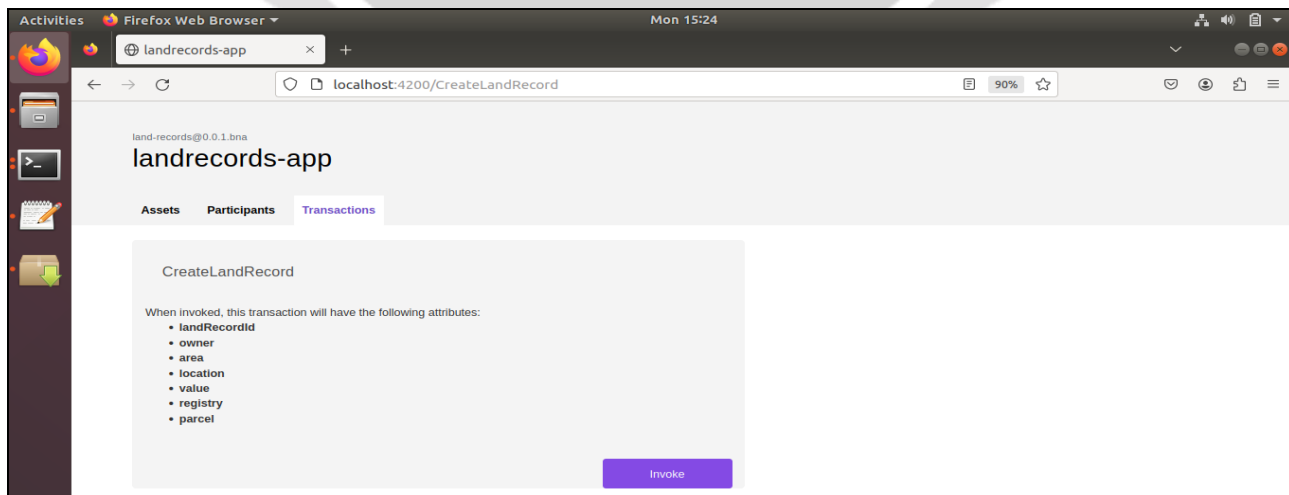 Activities Firefox Web Browser Mon 15:24
landrecords-app
localhost:4200/CreateLandRecord 90%
land-records@0.0.1.bna
landrecords-app
Assets Participants Transactions
CreateLandRecord
When invoked, this transaction will have the following attributes:
• landRecordId
• owner
• area
• location
• value
• registry
• parcel
Invoke